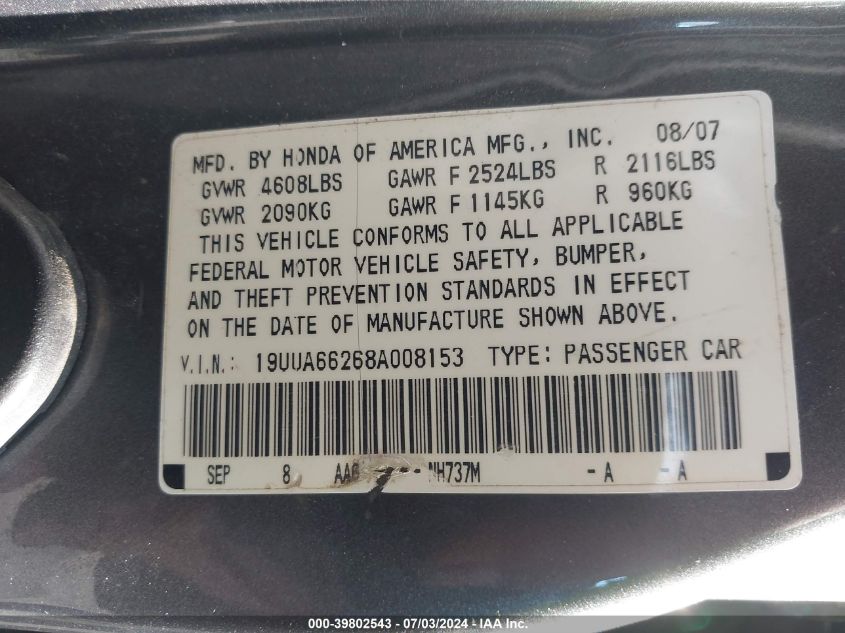 MFD. BY HONDA OF AMERICA MFG., INC. 08/07
GVWR 4608LBS GAWR F 2524LBS R 2116LBS
GVWR 2090KG GAWR F 1145KG R 960KG
THIS VEHICLE CONFORMS TO ALL APPLICABLE
FEDERAL MOTOR VEHICLE SAFETY, BUMPER,
AND THEFT PREVENTION STANDARDS IN EFFECT
ON THE DATE OF MANUFACTURE SHOWN ABOVE.
V.I.N.: 19UUA66268A008153 TYPE: PASSENGER CAR
SEP 8 NH737M -A -A
000-39802543 - 07/03/2024 - IAA Inc.